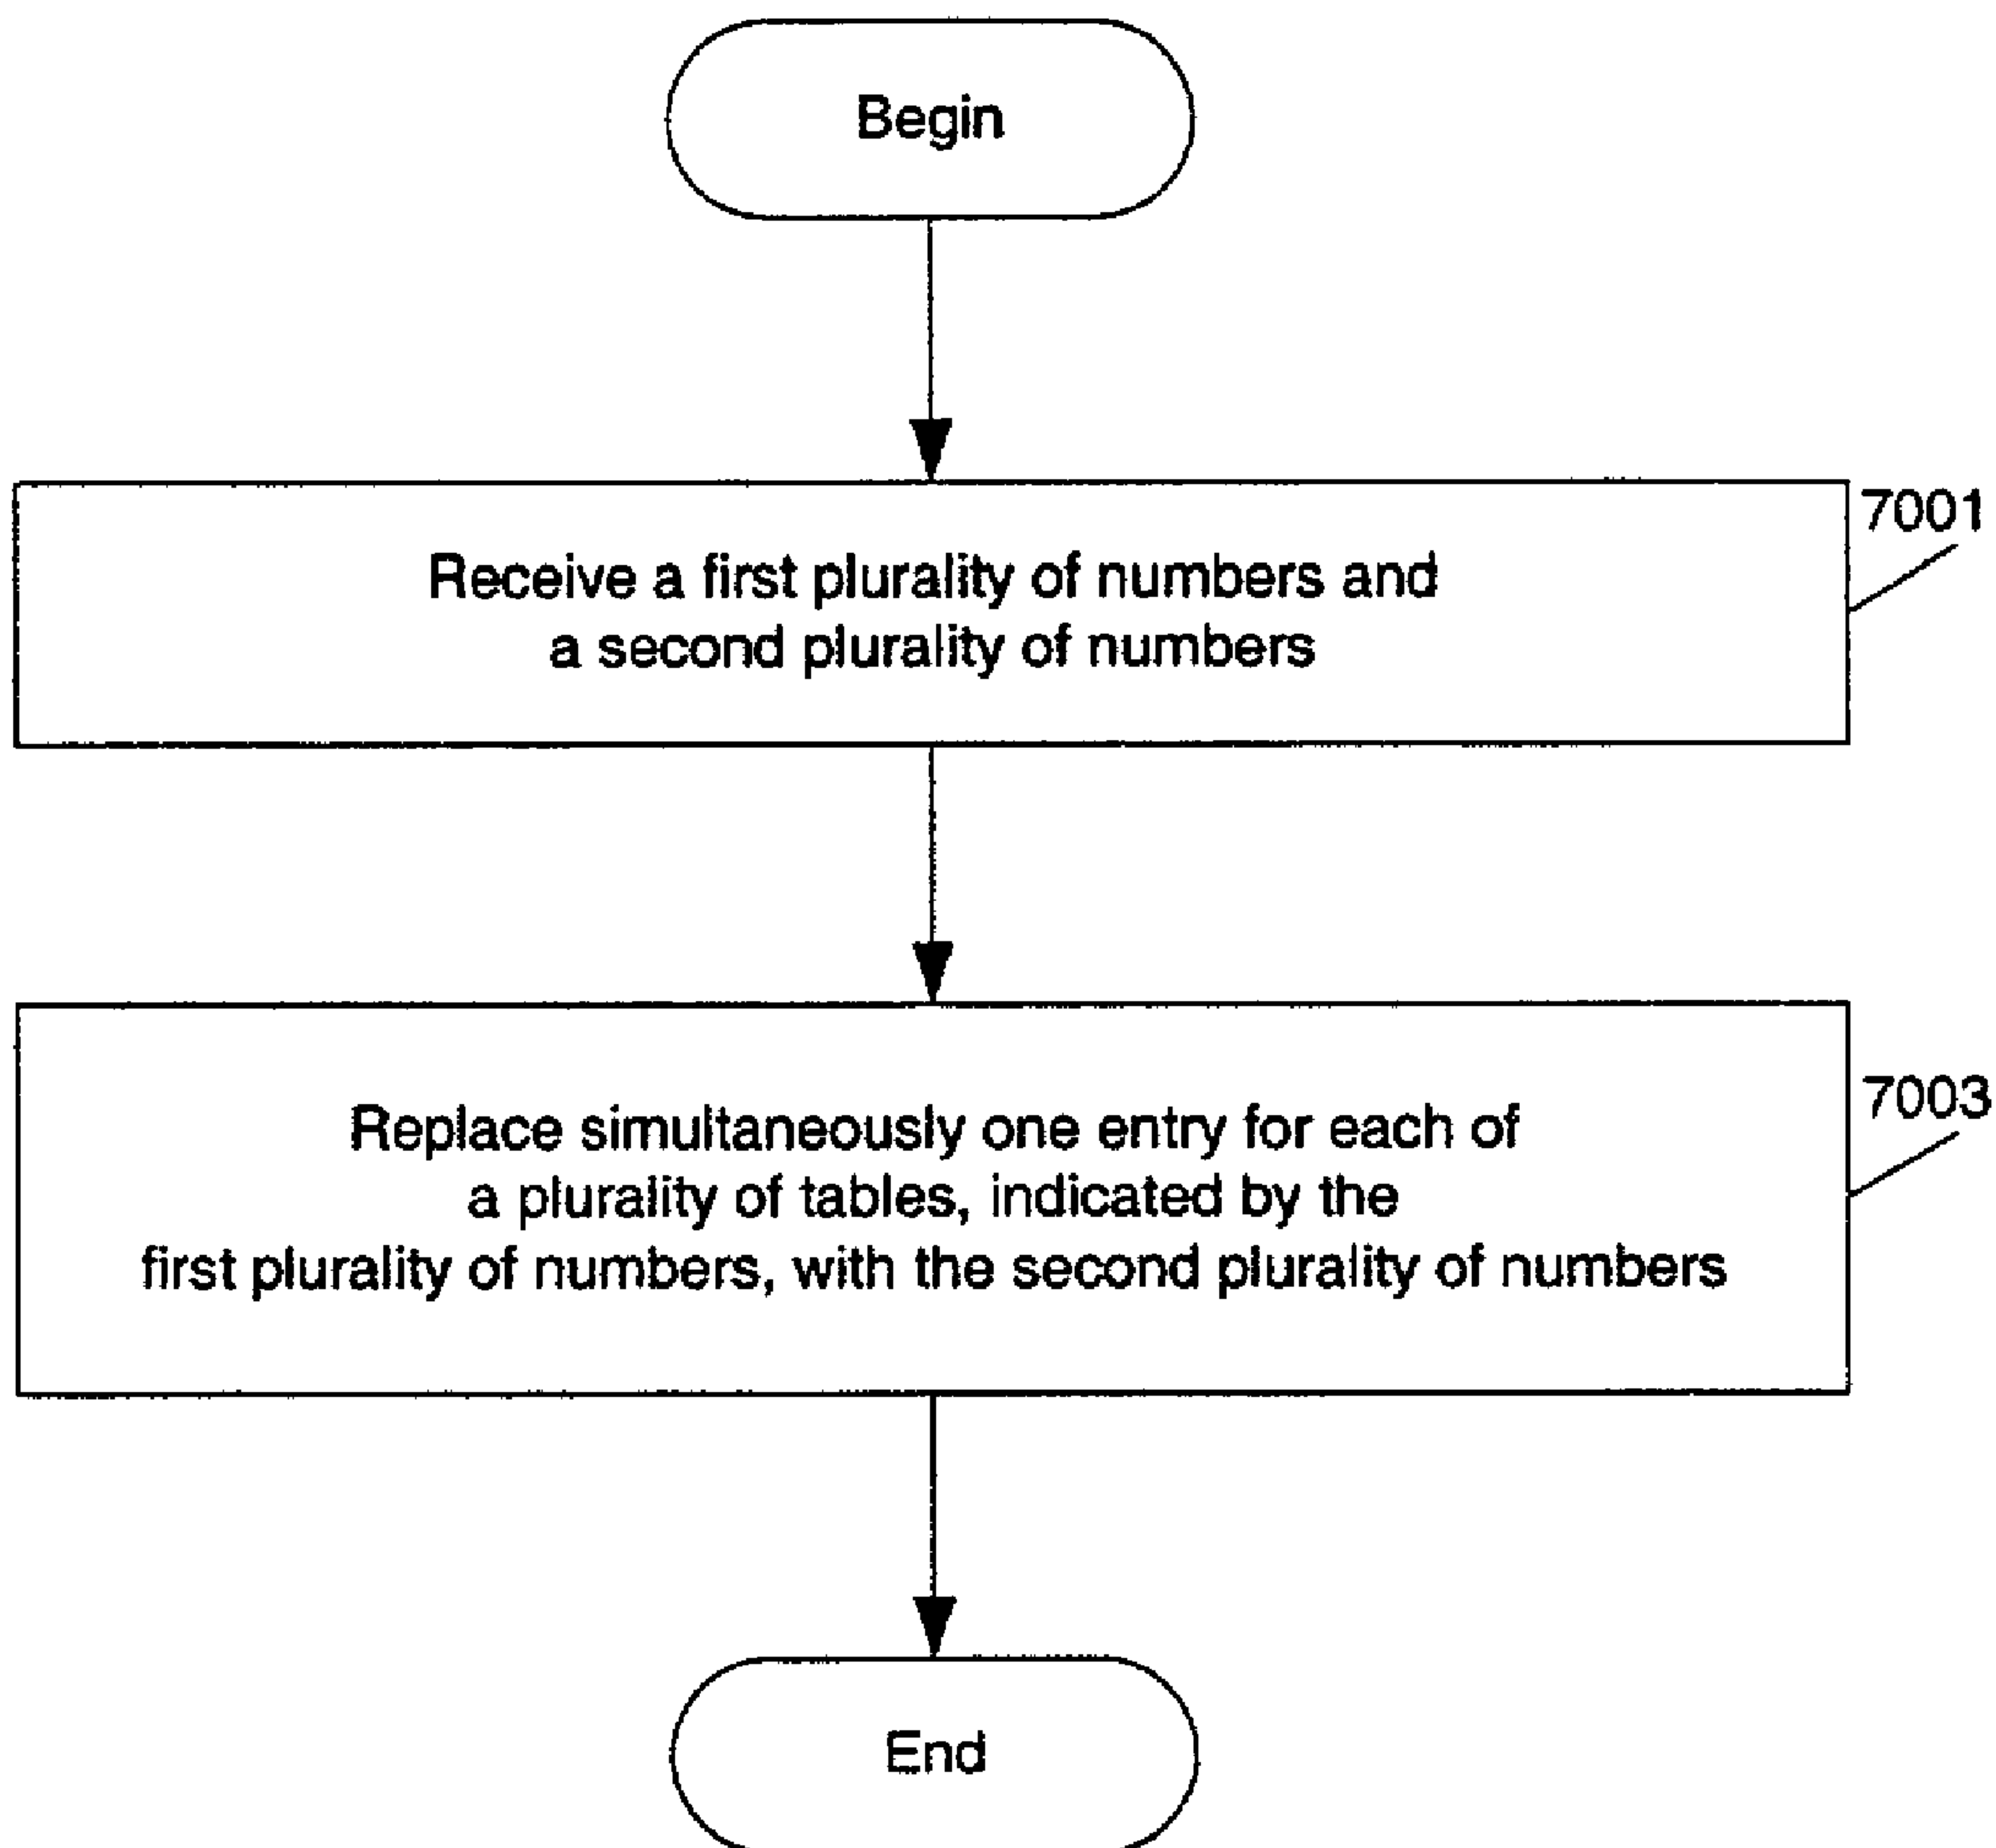 Begin
7001
Receive a first plurality of numbers and
a second plurality of numbers
7003
Replace simultaneously one entry for each of
a plurality of tables, indicated by the
first plurality of numbers, with the second plurality of numbers
End